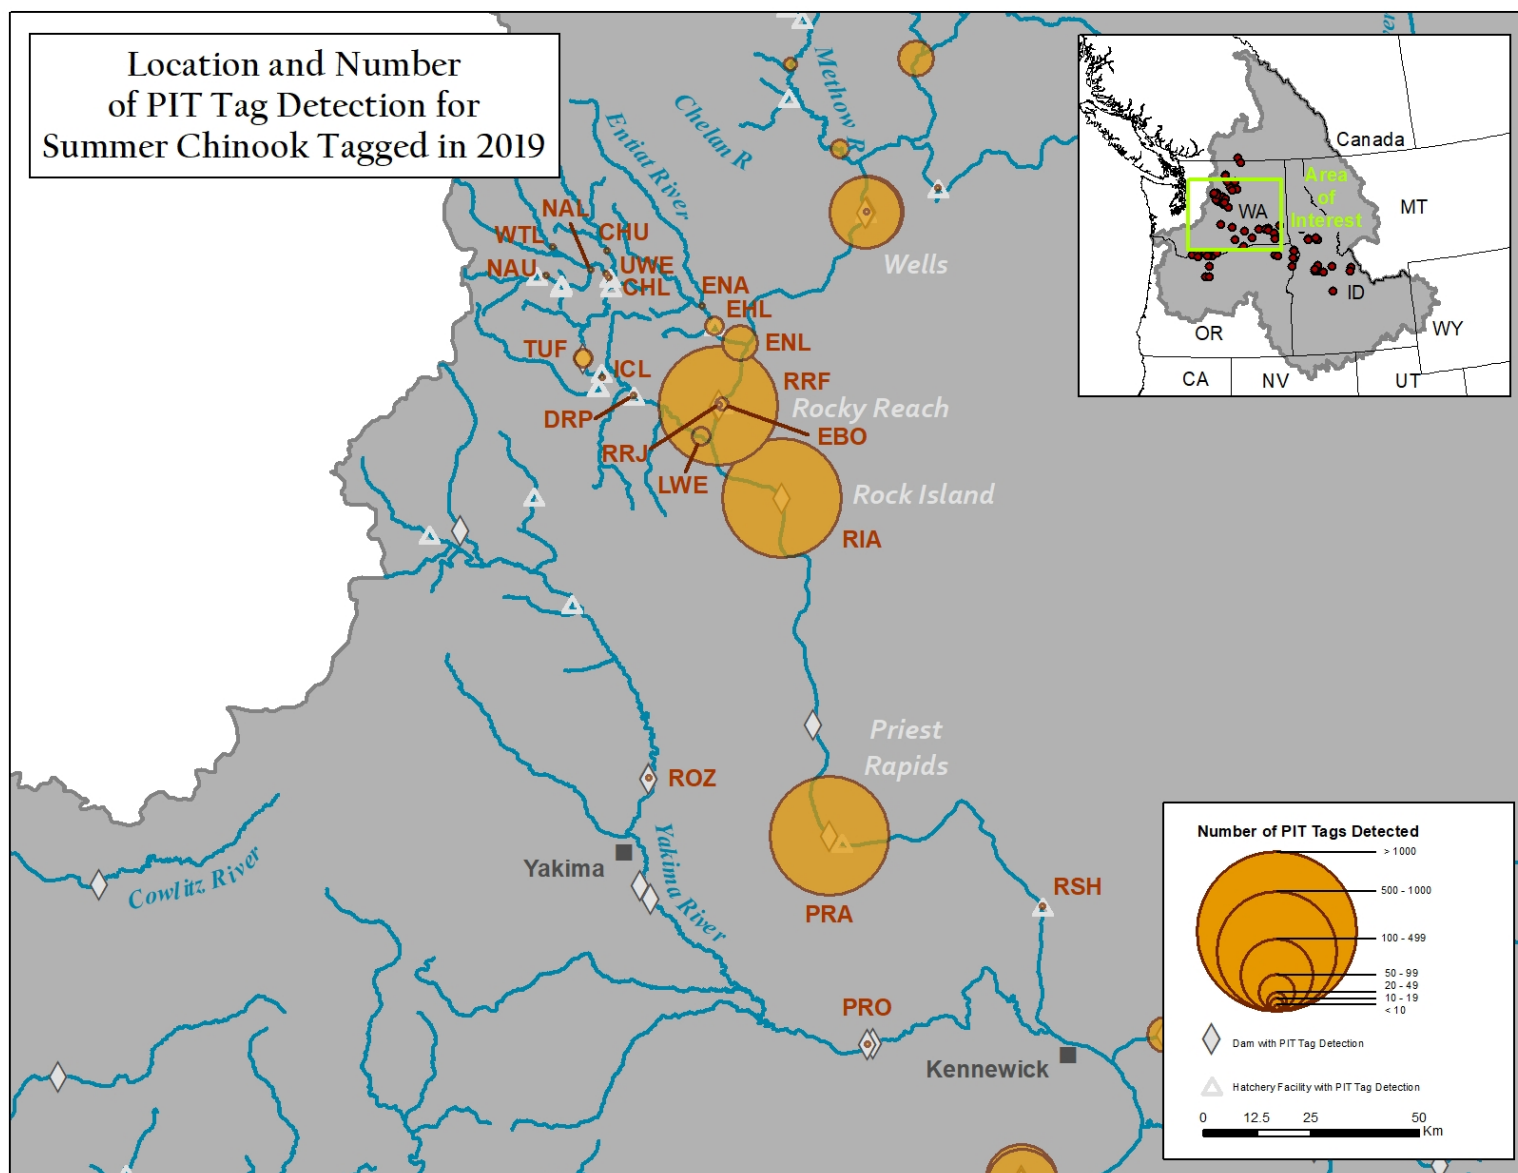 Location and Number
of PIT Tag Detection for
Summer Chinook Tagged in 2019
Methow R
Chelan R
Entiat River
NAL
WTL
CHU
NAU
UWE
CHL
ENA
EHL
TUF
ENL
ICL
RRF
DRP
Rocky Reach
RRJ
EBO
LWE
Wells
Rock Island
RIA
Priest
Rapids
ROZ
Yakima
Yakima River
Cowlitz River
PRA
RSH
PRO
Kennewick
Canada
Area
of
Interest
WA
MT
ID
OR
WY
CA
NV
UT
Number of PIT Tags Detected
> 1000
500 - 1000
100 - 499
50 - 99
20 - 49
10 - 19
< 10
Dam with PIT Tag Detection
Hatchery Facility with PIT Tag Detection
0 12.5 25 50
Km